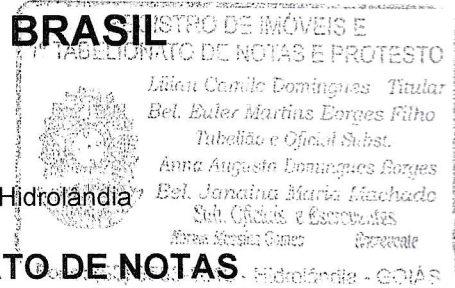 BRASIL
REGISTRO DE IMÓVEIS E
TABELIONATO DE NOTAS E PROTESTO
Lilian Camila Domingues Titular
Bel. Euler Martins Borges Filho
Tabelião e Oficial Subst.
Anna Augusta Domingues Borges
Hidrolândia
Bel. Janaina Maria Machado
Sub. Oficiais e Escreventes
Escrevente
TO DE NOTAS
Hidrolândia - GOIÁS